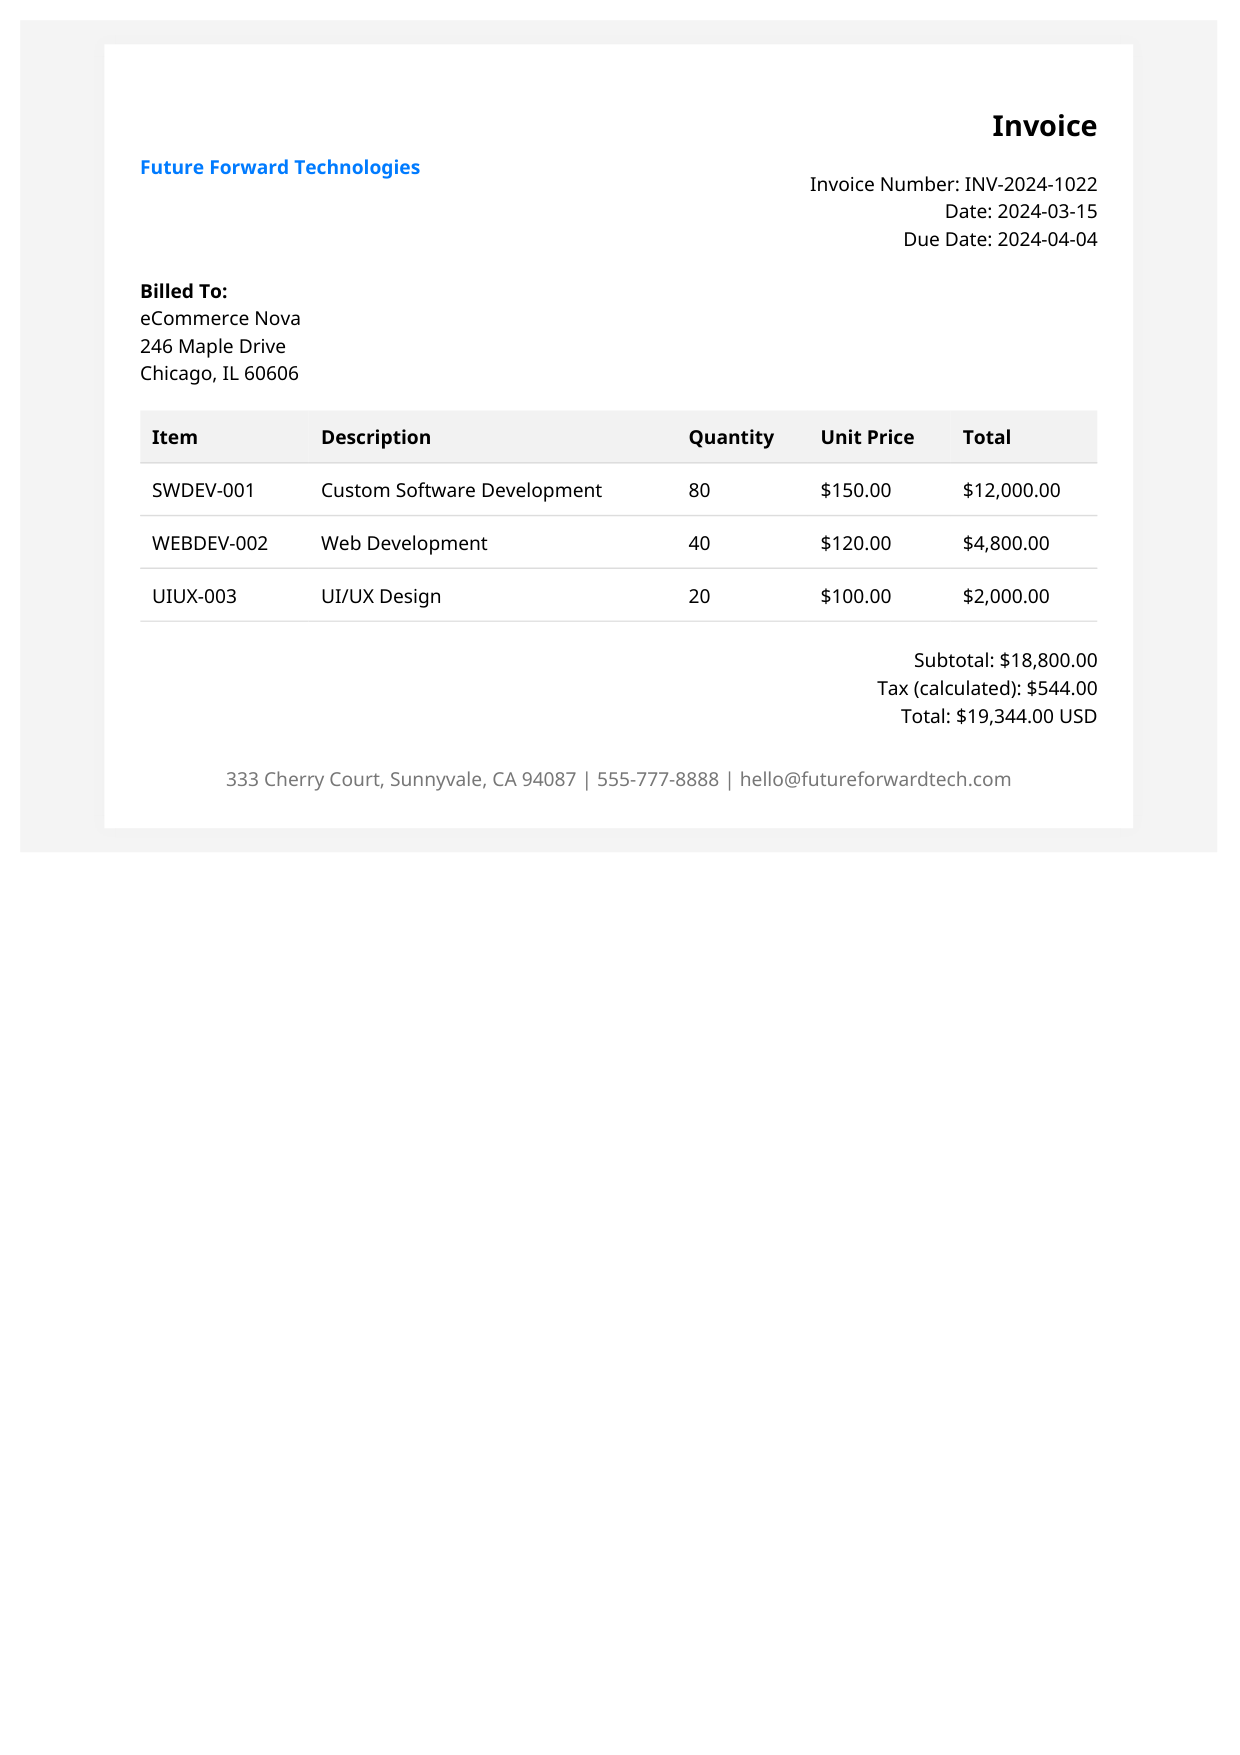 Invoice
Future Forward Technologies
Invoice Number: INV-2024-1022
Date: 2024-03-15
Due Date: 2024-04-04
Billed To:
eCommerce Nova
246 Maple Drive
Chicago, IL 60606
Item Description Quantity Unit Price Total
SWDEV-001 Custom Software Development 80 $150.00 $12,000.00
WEBDEV-002 Web Development 40 $120.00 $4,800.00
UIUX-003 UI/UX Design 20 $100.00 $2,000.00
Subtotal: $18,800.00
Tax (calculated): $544.00
Total: $19,344.00 USD
333 Cherry Court, Sunnyvale, CA 94087 | 555-777-8888 | hello@futureforwardtech.com